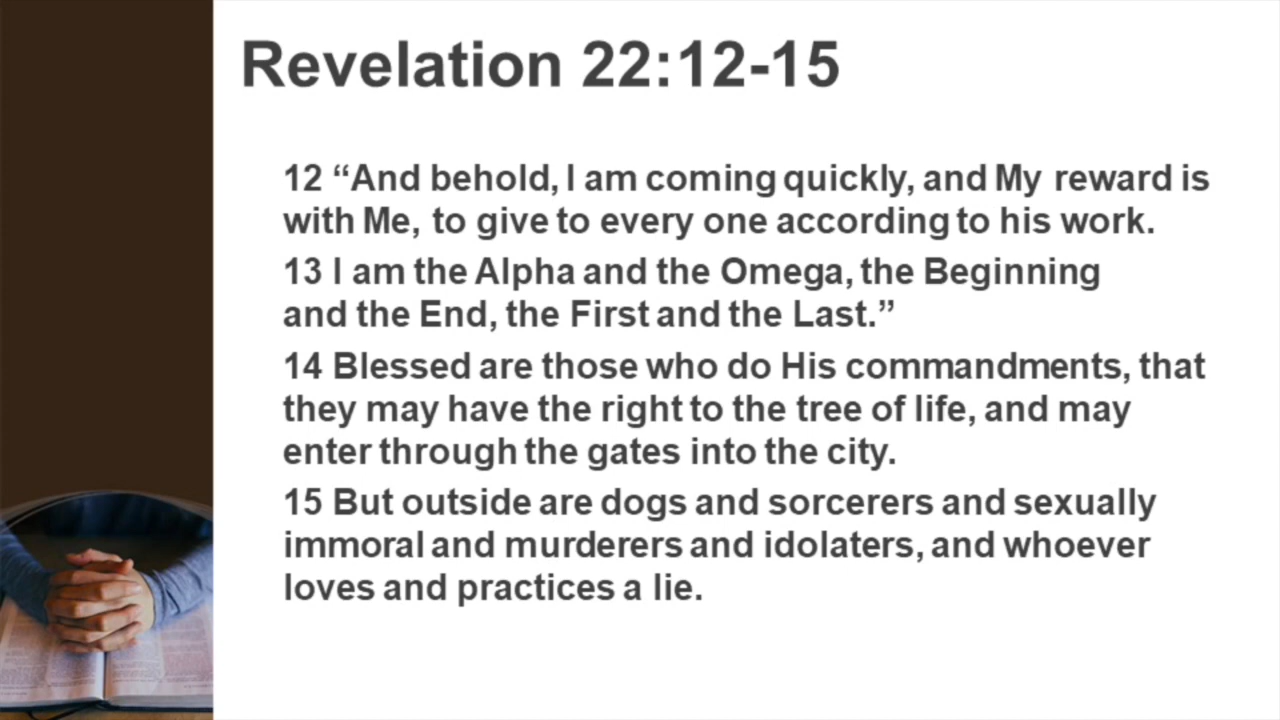 Revelation 22:12-15
12 “And behold, I am coming quickly, and My reward is
with Me, to give to every one according to his work.
13 I am the Alpha and the Omega, the Beginning
and the End, the First and the Last.”
14 Blessed are those who do His commandments, that
they may have the right to the tree of life, and may
enter through the gates into the city.
15 But outside are dogs and sorcerers and sexually
immoral and murderers and idolaters, and whoever
loves and practices a lie.